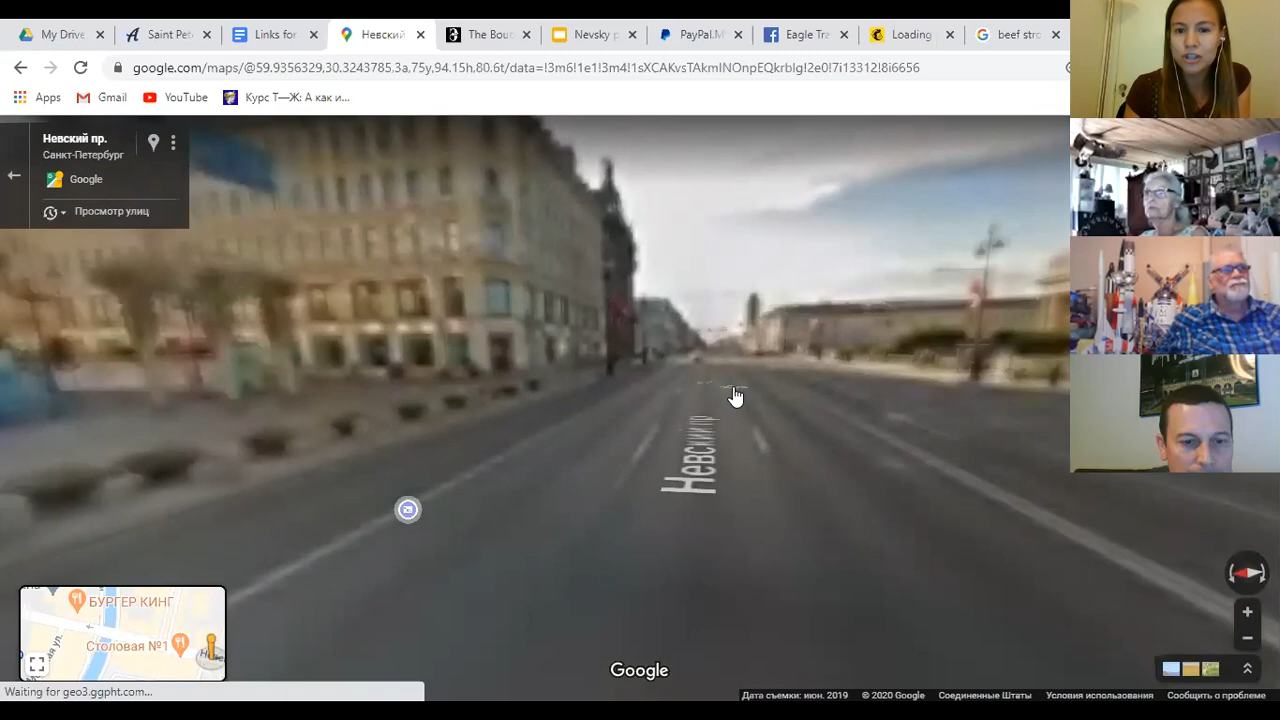 My Drive
Saint Pet
Links for
Невский
The Bou
Nevsky p
PayPal.M
Eagle Tra
Loading
beef stro
google.com/maps/@59.9356329,30.3243785,3a,75y,94.15h,80.6t/data=!3m6!1e1!3m4!1sXCAKvsTAkmINOnpEQkrbIg!2e0!7i13312!8i6656
Apps
Gmail
YouTube
Курс Т—Ж: А как и...
Невский пр.
Санкт-Петербург
Google
Просмотр улиц
Невский пр
БУРГЕР КИНГ
Столовая №1
Google
Waiting for geo3.ggpht.com...
Дата съемки: июн. 2019 © 2020 Google Соединенные Штаты Условия использования Сообщить о проблеме